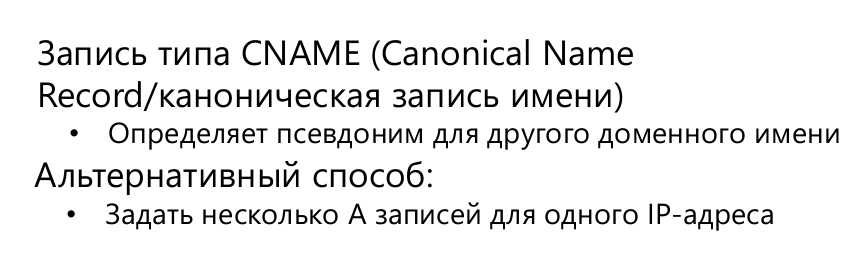 Запись типа CNAME (Canonical Name
Record/каноническая запись имени)
• Определяет псевдоним для другого доменного имени
Альтернативный способ:
• Задать несколько А записей для одного IP-адреса